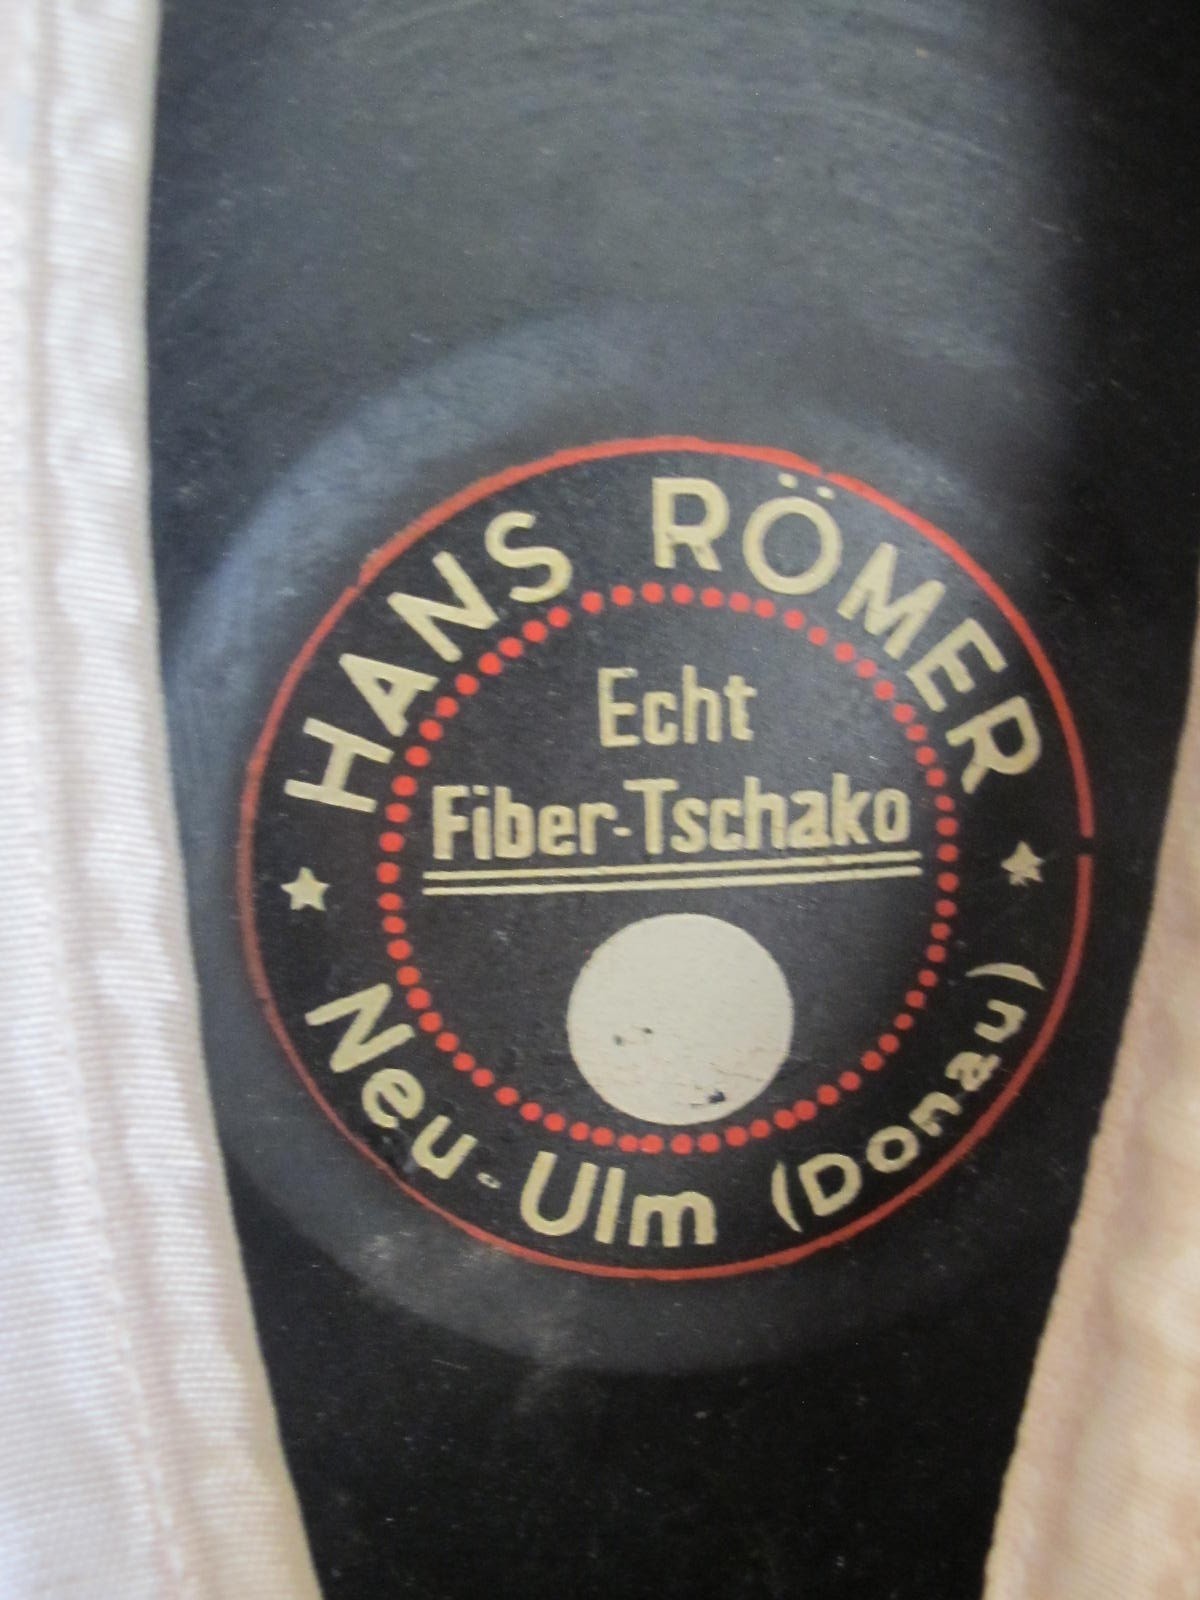 HANS RÖMER
Echt
Fiber-Tschako
Neu-Ulm (Donau)